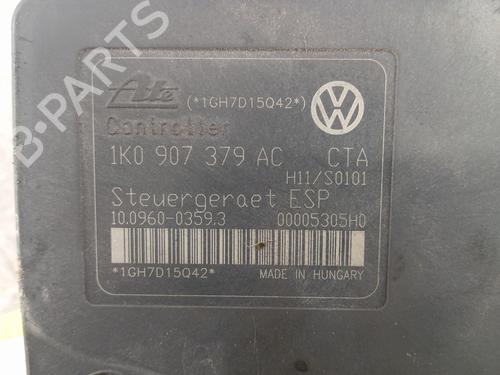 Ate (*1GH7D15Q42*)
Controller
1K0 907 379 AC CTA
H11/S0101
Steuergeraet ESP
10.0960-0359.3 00005305H0
*1GH7D15Q42* MADE IN HUNGARY
B-PARTS